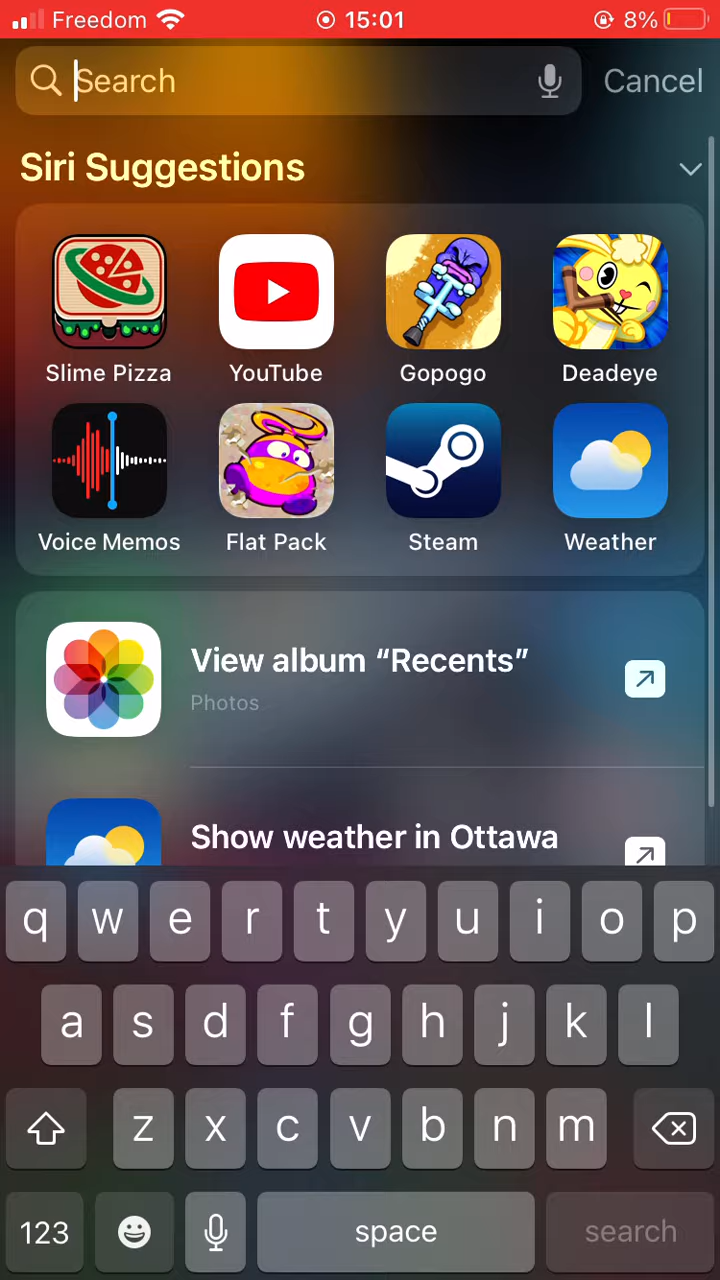 Freedom 15:01 8%
Search Cancel
Siri Suggestions
Slime Pizza YouTube Gopogo Deadeye
Voice Memos Flat Pack Steam Weather
View album “Recents”
Photos
Show weather in Ottawa
q w e r t y u i o p
a s d f g h j k l
z x c v b n m
123 space search